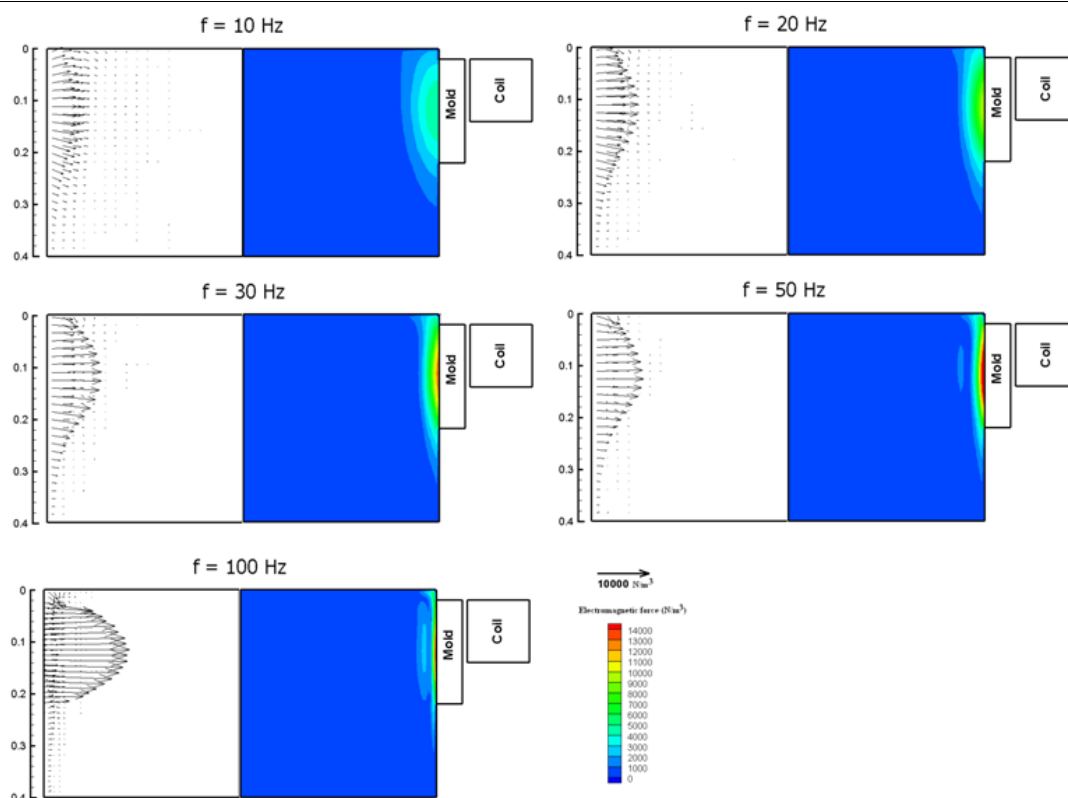 f = 10 Hz
f = 20 Hz
0
0.1
0.2
0.3
0.4
Mold
Coil
0
0.1
0.2
0.3
0.4
Mold
Coil
f = 30 Hz
f = 50 Hz
0
0.1
0.2
0.3
0.4
Mold
Coil
0
0.1
0.2
0.3
0.4
Mold
Coil
f = 100 Hz
0
0.1
0.2
0.3
0.4
Mold
Coil
10000 N/m³
Electromagnetic force (N/m³)
14000
13000
12000
11000
10000
9000
8000
7000
6000
5000
4000
3000
2000
1000
0